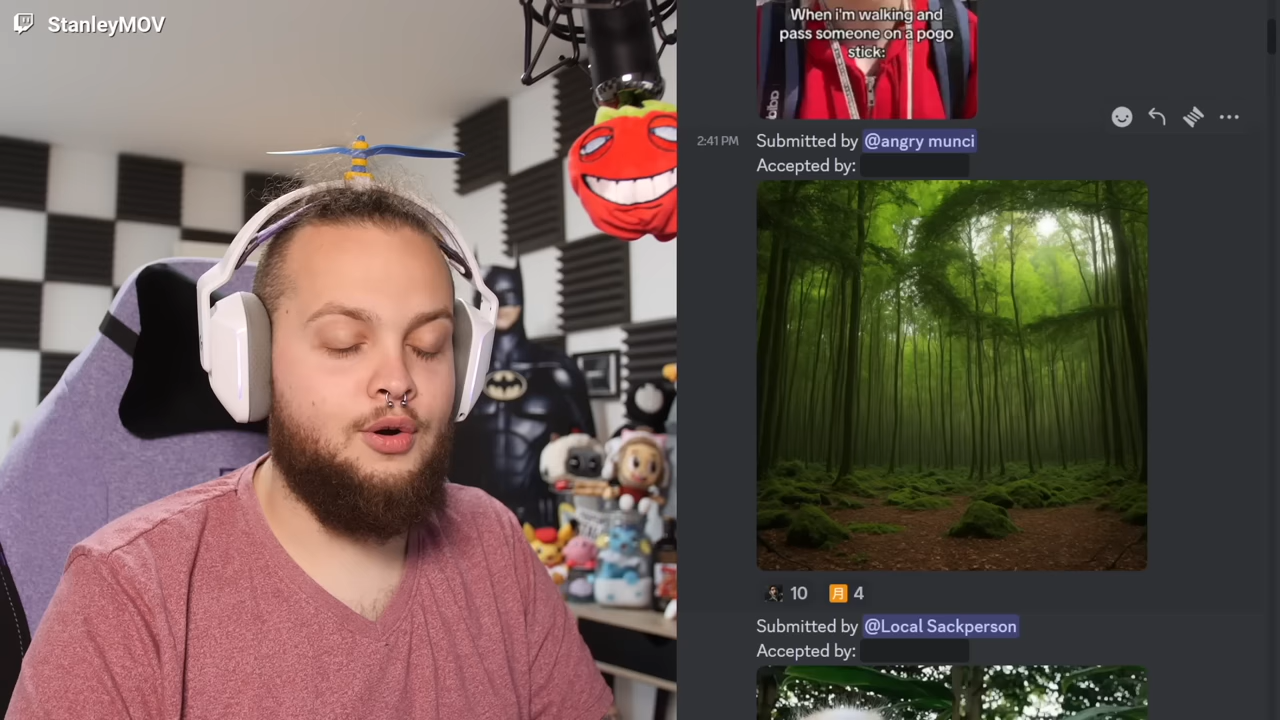 StanleyMOV
When i'm walking and
pass someone on a pogo
stick:
2:41 PM
Submitted by @angry munci
Accepted by:
10
月 4
Submitted by @Local Sackperson
Accepted by: